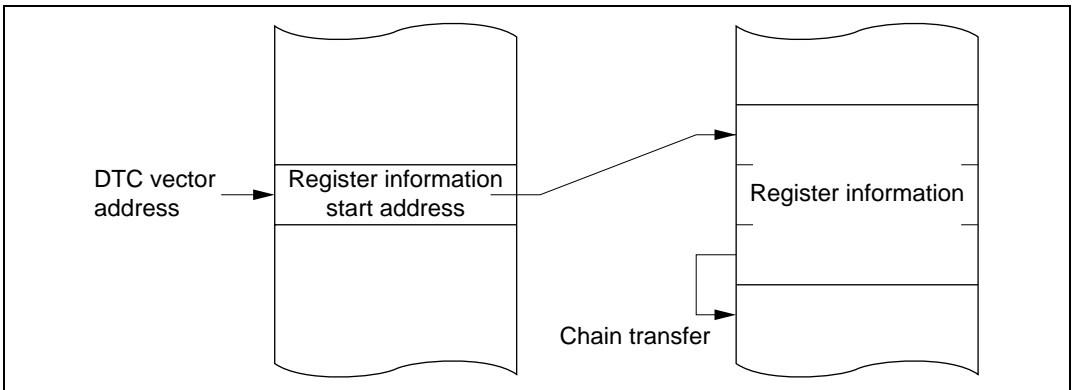 DTC vector
address
Register information
start address
Register information
Chain transfer